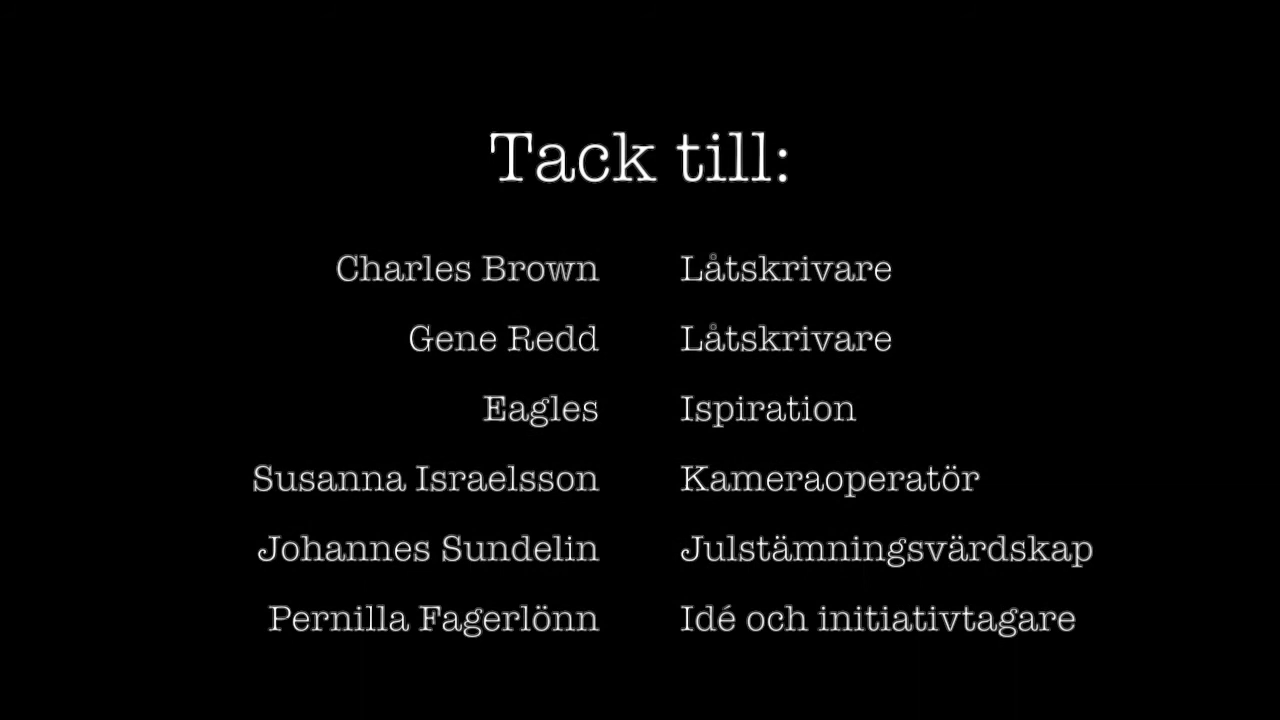 Tack till:
Charles Brown Låtskrivare
Gene Redd Låtskrivare
Eagles Ispiration
Susanna Israelsson Kameraoperatör
Johannes Sundelin Julstämningsvärdskap
Pernilla Fagerlönn Idé och initiativtagare